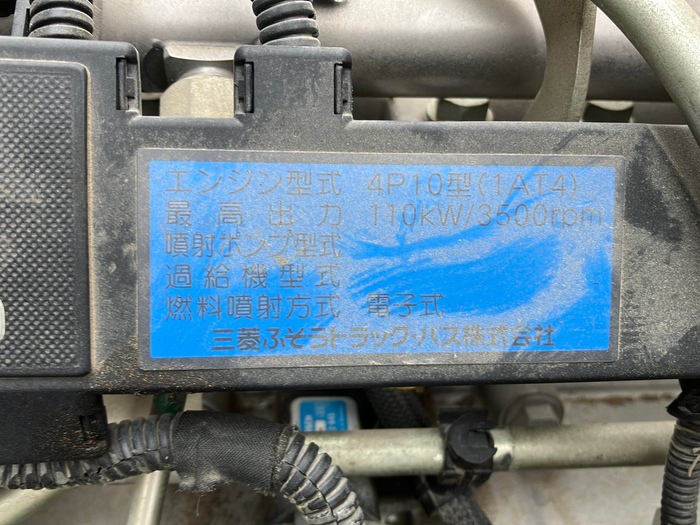 エンジン型式 4P10型(1AT4)
最高出力 110kW/3500rpm
噴射ポンプ型式
過給機型式
燃料噴射方式 電子式
三菱ふそうトラック・バス株式会社